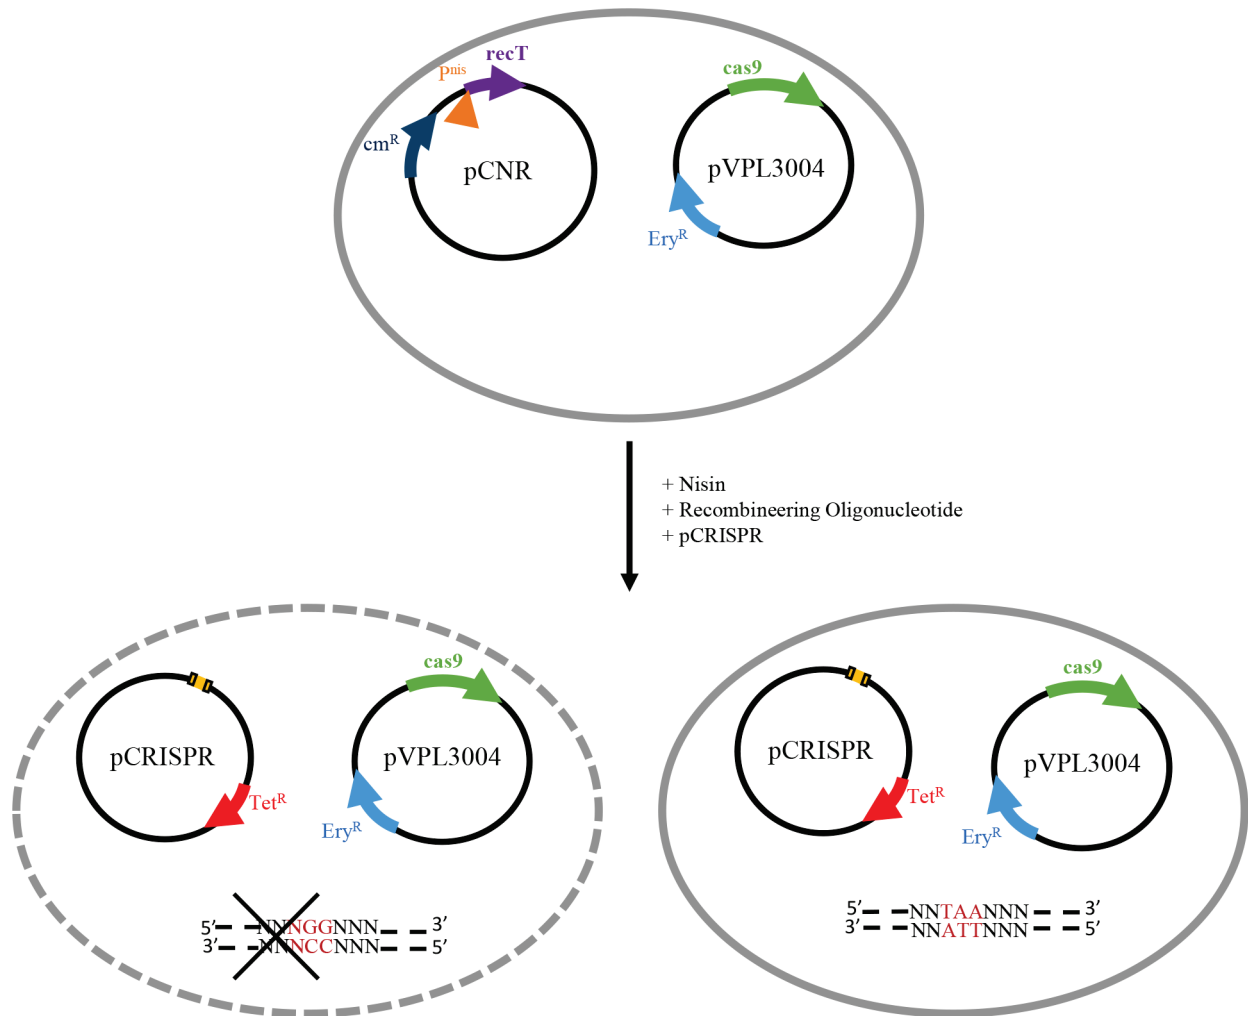 recT
Pnis
cmR
pCNR
cas9
pVPL3004
EryR
+ Nisin
+ Recombineering Oligonucleotide
+ pCRISPR
cas9
pCRISPR
pVPL3004
TetR
EryR
5’ NNNGGNNN 3’
3’ NNNCCNNN 5’
cas9
pCRISPR
pVPL3004
TetR
EryR
5’ NNTAANNN 3’
3’ NNATTNNN 5’